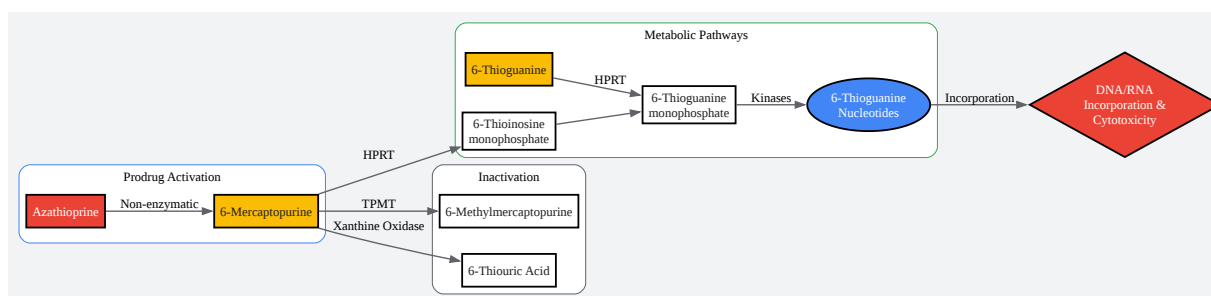 Metabolic Pathways
6-Thioguanine
HPRT
6-Thioguanine
monophosphate
Kinases
6-Thioguanine
Nucleotides
Incorporation
DNA/RNA
Incorporation &
Cytotoxicity
6-Thioinosine
monophosphate
HPRT
Prodrug Activation
Azathioprine
Non-enzymatic
6-Mercaptopurine
TPMT
Xanthine Oxidase
Inactivation
6-Methylmercaptopurine
6-Thiouric Acid